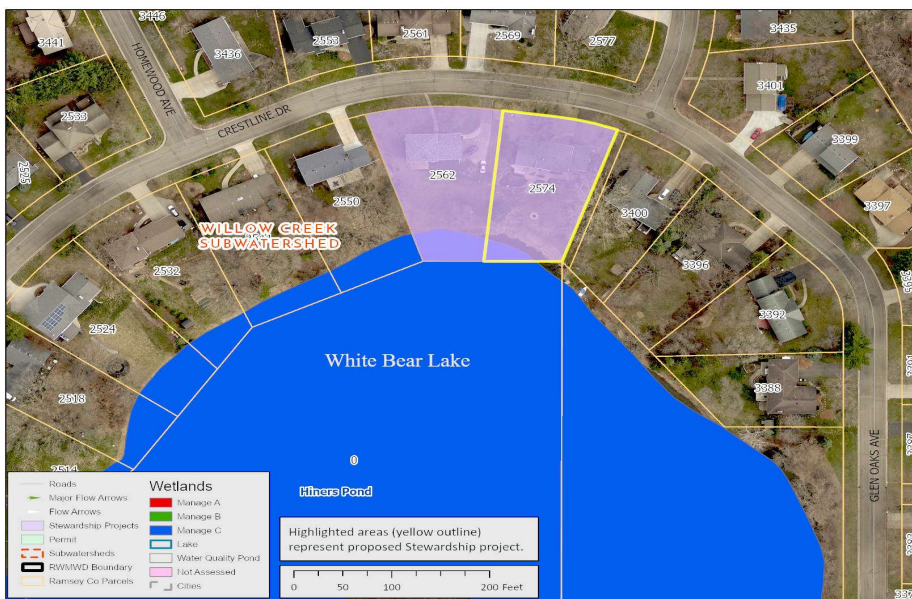 3446
3441
3436
2553
2561
2569
2577
3435
HOMEWOOD AVE
3401
2533
CRESTLINE DR
3399
2525
2562
2574
2550
3400
3397
WILLOW CREEK
SUBWATERSHED
2532
3396
3395
2524
3392
White Bear Lake
3388
2518
GLEN OAKS AVE
0
Hiners Pond
2514
Roads
Major Flow Arrows
Flow Arrows
Stewardship Projects
Permit
Subwatersheds
RWMWD Boundary
Ramsey Co Parcels
Wetlands
Manage A
Manage B
Manage C
Lake
Water Quality Pond
Not Assessed
Cities
Highlighted areas (yellow outline)
represent proposed Stewardship project.
0 50 100 200 Feet